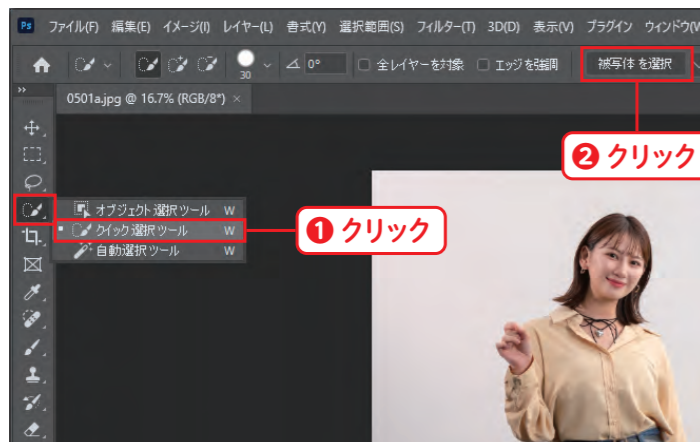 Ps ファイル(F) 編集(E) イメージ(I) レイヤー(L) 書式(Y) 選択範囲(S) フィルター(T) 3D(D) 表示(V) プラグイン ウィンドウ(W
30 0° 全レイヤーを対象 エッジを強調 被写体を選択
0501a.jpg @ 16.7% (RGB/8*) ×
❷ クリック
オブジェクト選択ツール W
クイック選択ツール W
自動選択ツール W
❶ クリック